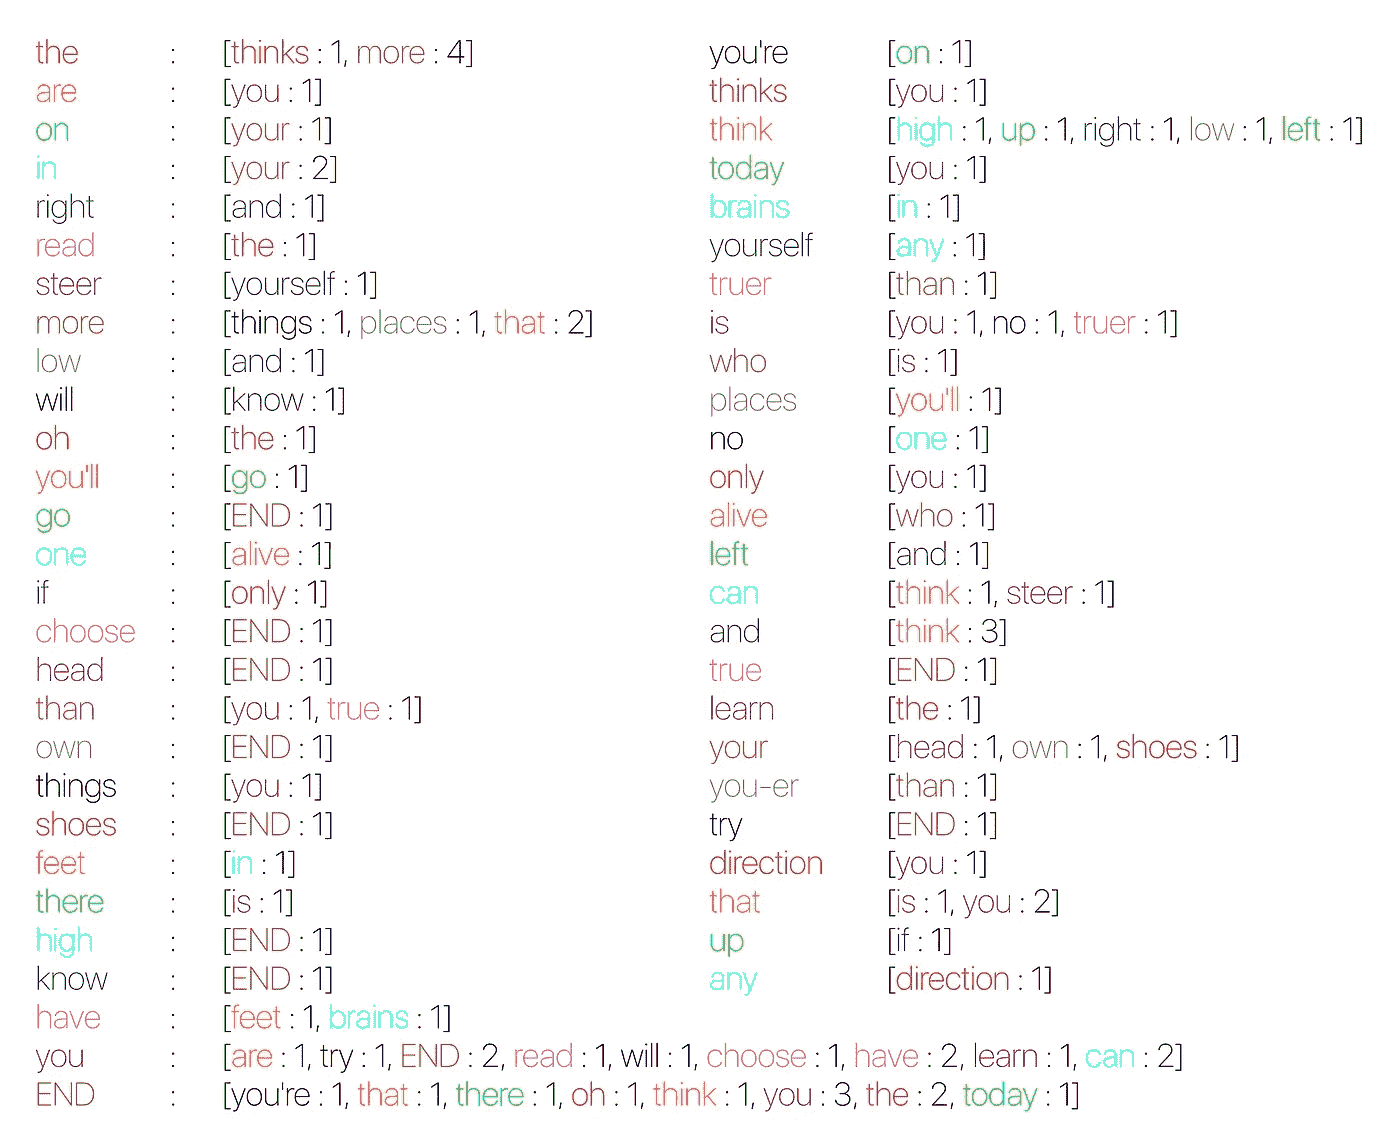 the : [thinks : 1, more : 4] you're [on : 1]
are : [you : 1] thinks [you : 1]
on : [your : 1] think [high : 1, up : 1, right : 1, low : 1, left : 1]
in : [your : 2] today [you : 1]
right : [and : 1] brains [in : 1]
read : [the : 1] yourself [any : 1]
steer : [yourself : 1] truer [than : 1]
more : [things : 1, places : 1, that : 2] is [you : 1, no : 1, truer : 1]
low : [and : 1] who [is : 1]
will : [know : 1] places [you'll : 1]
oh : [the : 1] no [one : 1]
you'll : [go : 1] only [you : 1]
go : [END : 1] alive [who : 1]
one : [alive : 1] left [and : 1]
if : [only : 1] can [think : 1, steer : 1]
choose : [END : 1] and [think : 3]
head : [END : 1] true [END : 1]
than : [you : 1, true : 1] learn [the : 1]
own : [END : 1] your [head : 1, own : 1, shoes : 1]
things : [you : 1] you-er [than : 1]
shoes : [END : 1] try [END : 1]
feet : [in : 1] direction [you : 1]
there : [is : 1] that [is : 1, you : 2]
high : [END : 1] up [if : 1]
know : [END : 1] any [direction : 1]
have : [feet : 1, brains : 1]
you : [are : 1, try : 1, END : 2, read : 1, will : 1, choose : 1, have : 2, learn : 1, can : 2]
END : [you're : 1, that : 1, there : 1, oh : 1, think : 1, you : 3, the : 2, today : 1]